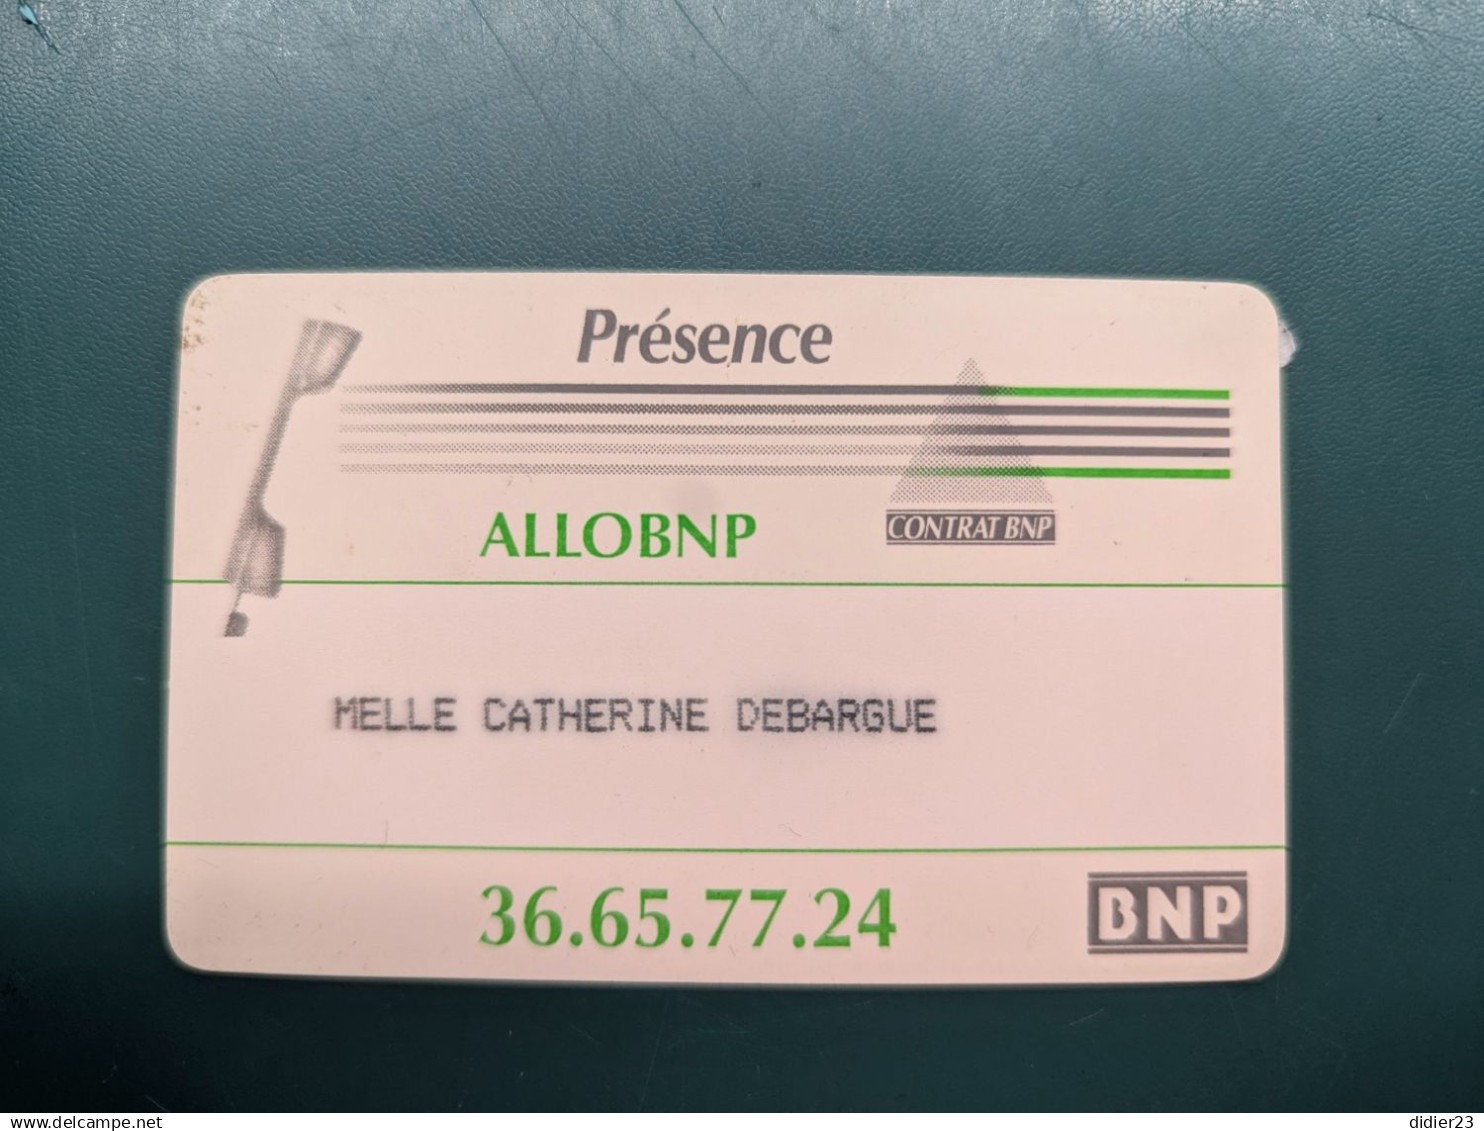 Présence
ALLOBNP
CONTRAT BNP
MELLE CATHERINE DEBARGUE
36.65.77.24
BNP
www.delcampe.net
didier23